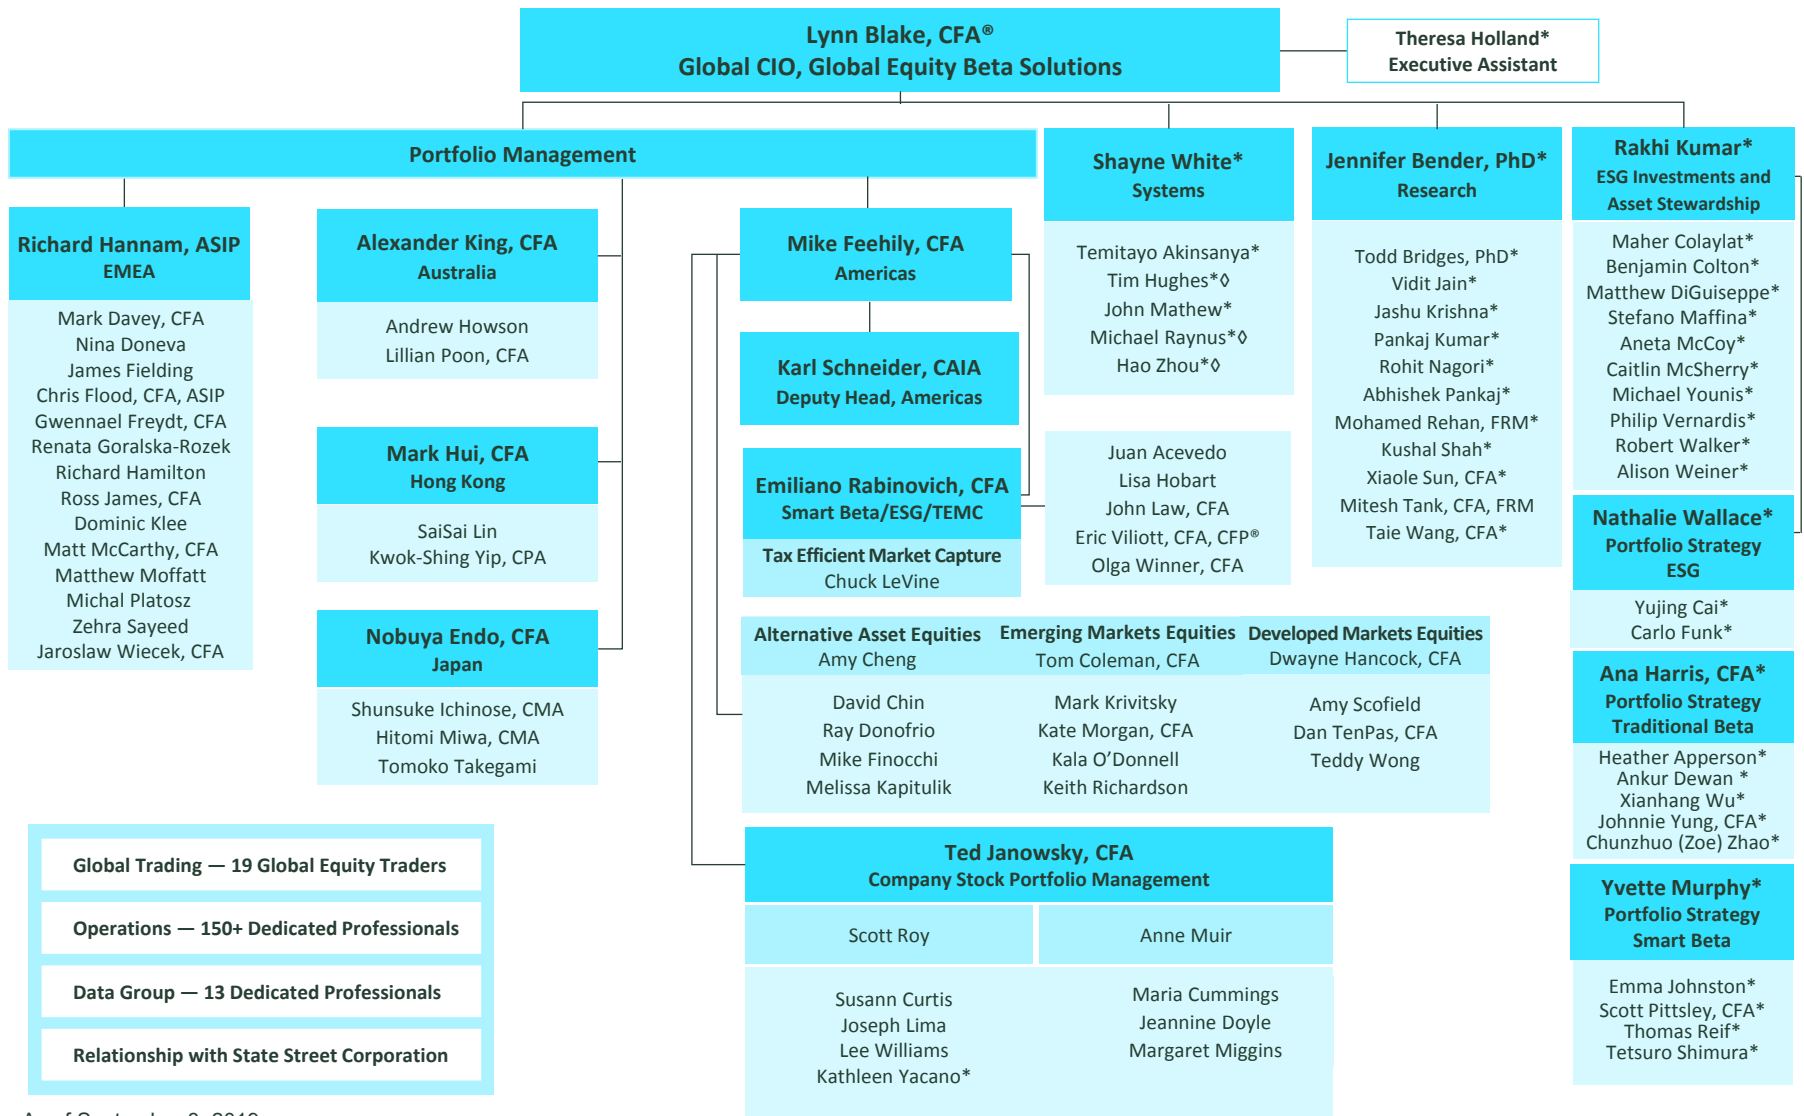 Lynn Blake, CFA®
Global CIO, Global Equity Beta Solutions
Theresa Holland*
Executive Assistant
Portfolio Management
Richard Hannam, ASIP
EMEA
Mark Davey, CFA
Nina Doneva
James Fielding
Chris Flood, CFA, ASIP
Gwennael Freydt, CFA
Renata Goralska-Rozek
Richard Hamilton
Ross James, CFA
Dominic Klee
Matt McCarthy, CFA
Matthew Moffatt
Michal Platosz
Zehra Sayeed
Jaroslaw Wiecek, CFA
Alexander King, CFA
Australia
Andrew Howson
Lillian Poon, CFA
Mark Hui, CFA
Hong Kong
SaiSai Lin
Kwok-Shing Yip, CPA
Nobuya Endo, CFA
Japan
Shunsuke Ichinose, CMA
Hitomi Miwa, CMA
Tomoko Takegami
Mike Feehily, CFA
Americas
Karl Schneider, CAIA
Deputy Head, Americas
Emiliano Rabinovich, CFA
Smart Beta/ESG/TEMC
Tax Efficient Market Capture
Chuck LeVine
Juan Acevedo
Lisa Hobart
John Law, CFA
Eric Viliott, CFA, CFP®
Olga Winner, CFA
Alternative Asset Equities
Amy Cheng
David Chin
Ray Donofrio
Mike Finocchi
Melissa Kapitulik
Emerging Markets Equities
Tom Coleman, CFA
Mark Krivitsky
Kate Morgan, CFA
Kala O’Donnell
Keith Richardson
Developed Markets Equities
Dwayne Hancock, CFA
Amy Scofield
Dan TenPas, CFA
Teddy Wong
Ted Janowsky, CFA
Company Stock Portfolio Management
Scott Roy
Susann Curtis
Joseph Lima
Lee Williams
Kathleen Yacano*
Anne Muir
Maria Cummings
Jeannine Doyle
Margaret Miggins
Shayne White*
Systems
Temitayo Akinsanya*
Tim Hughes*◊
John Mathew*
Michael Raynus*◊
Hao Zhou*◊
Jennifer Bender, PhD*
Research
Todd Bridges, PhD*
Vidit Jain*
Jashu Krishna*
Pankaj Kumar*
Rohit Nagori*
Abhishek Pankaj*
Mohamed Rehan, FRM*
Kushal Shah*
Xiaole Sun, CFA*
Mitesh Tank, CFA, FRM
Taie Wang, CFA*
Rakhi Kumar*
ESG Investments and
Asset Stewardship
Maher Colaylat*
Benjamin Colton*
Matthew DiGuiseppe*
Stefano Maffina*
Aneta McCoy*
Caitlin McSherry*
Michael Younis*
Philip Vernardis*
Robert Walker*
Alison Weiner*
Nathalie Wallace*
Portfolio Strategy
ESG
Yujing Cai*
Carlo Funk*
Ana Harris, CFA*
Portfolio Strategy
Traditional Beta
Heather Apperson*
Ankur Dewan *
Xianhang Wu*
Johnnie Yung, CFA*
Chunzhuo (Zoe) Zhao*
Yvette Murphy*
Portfolio Strategy
Smart Beta
Emma Johnston*
Scott Pittsley, CFA*
Thomas Reif*
Tetsuro Shimura*
Global Trading — 19 Global Equity Traders
Operations — 150+ Dedicated Professionals
Data Group — 13 Dedicated Professionals
Relationship with State Street Corporation